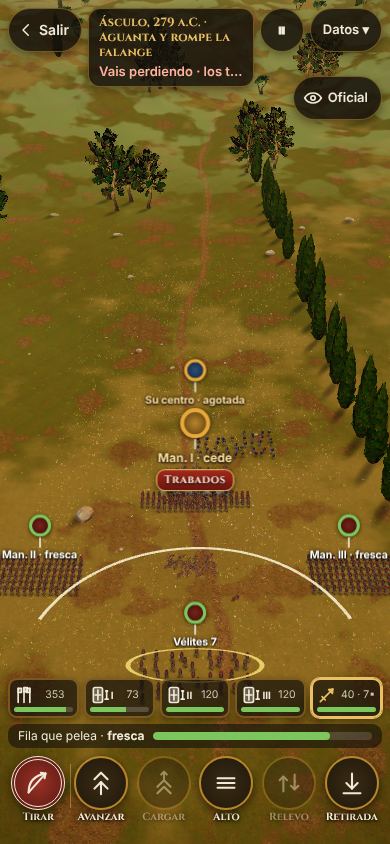 Salir
ÁSCULO, 279 A.C. ·
AGUANTA Y ROMPE LA
FALANGE
Vais perdiendo · los t...
Datos ▾
Oficial
Su centro · agotada
Man. I · cede
TRABADOS
Man. II · fresca
Man. III · fresca
Vélites 7
353
I 73
II 120
III 120
40 · 7
Fila que pelea · fresca
TIRAR
AVANZAR
CARGAR
ALTO
RELEVO
RETIRADA